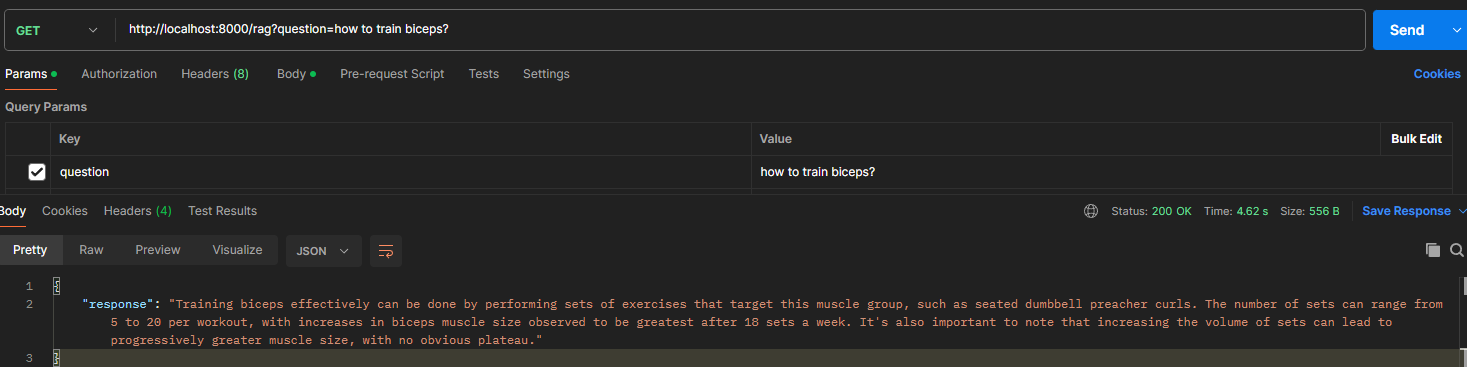 GET http://localhost:8000/rag?question=how to train biceps? Send
Params Authorization Headers (8) Body Pre-request Script Tests Settings Cookies
Query Params
Key Value Bulk Edit
question how to train biceps?
Body Cookies Headers (4) Test Results Status: 200 OK Time: 4.62 s Size: 556 B Save Response
Pretty Raw Preview Visualize JSON
1 {
2 "response": "Training biceps effectively can be done by performing sets of exercises that target this muscle group, such as seated dumbbell preacher curls. The number of sets can range from
5 to 20 per workout, with increases in biceps muscle size observed to be greatest after 18 sets a week. It's also important to note that increasing the volume of sets can lead to
progressively greater muscle size, with no obvious plateau."
3 }